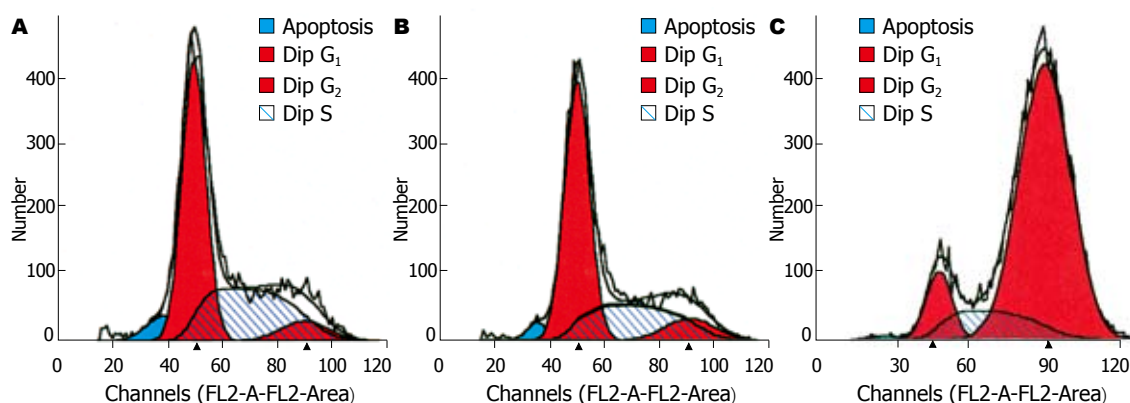 A
Apoptosis
Dip G₁
Dip G₂
Dip S
Number
400
300
200
100
0
0 20 40 60 80 100 120
Channels (FL2-A-FL2-Area)
B
Apoptosis
Dip G₁
Dip G₂
Dip S
Number
400
300
200
100
0
0 20 40 60 80 100 120
Channels (FL2-A-FL2-Area)
C
Apoptosis
Dip G₁
Dip G₂
Dip S
Number
400
300
200
100
0
0 30 60 90 120
Channels (FL2-A-FL2-Area)